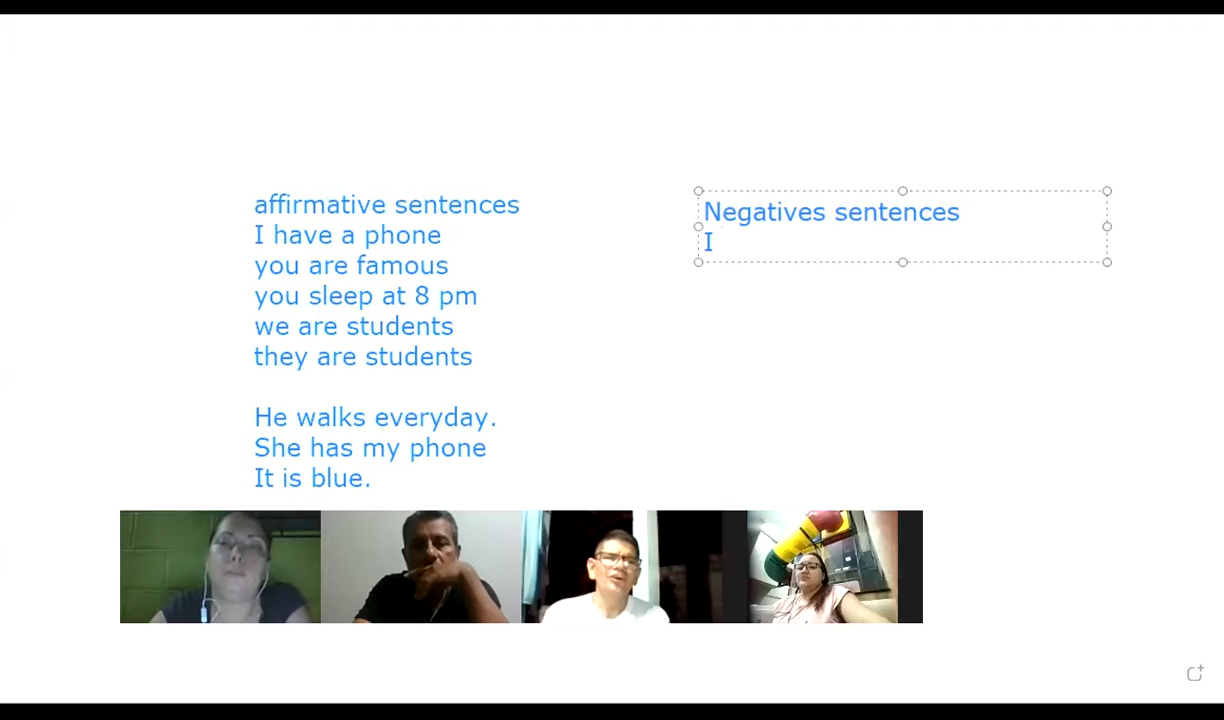 affirmative sentences
I have a phone
you are famous
you sleep at 8 pm
we are students
they are students
He walks everyday.
She has my phone
It is blue.
Negatives sentences
I